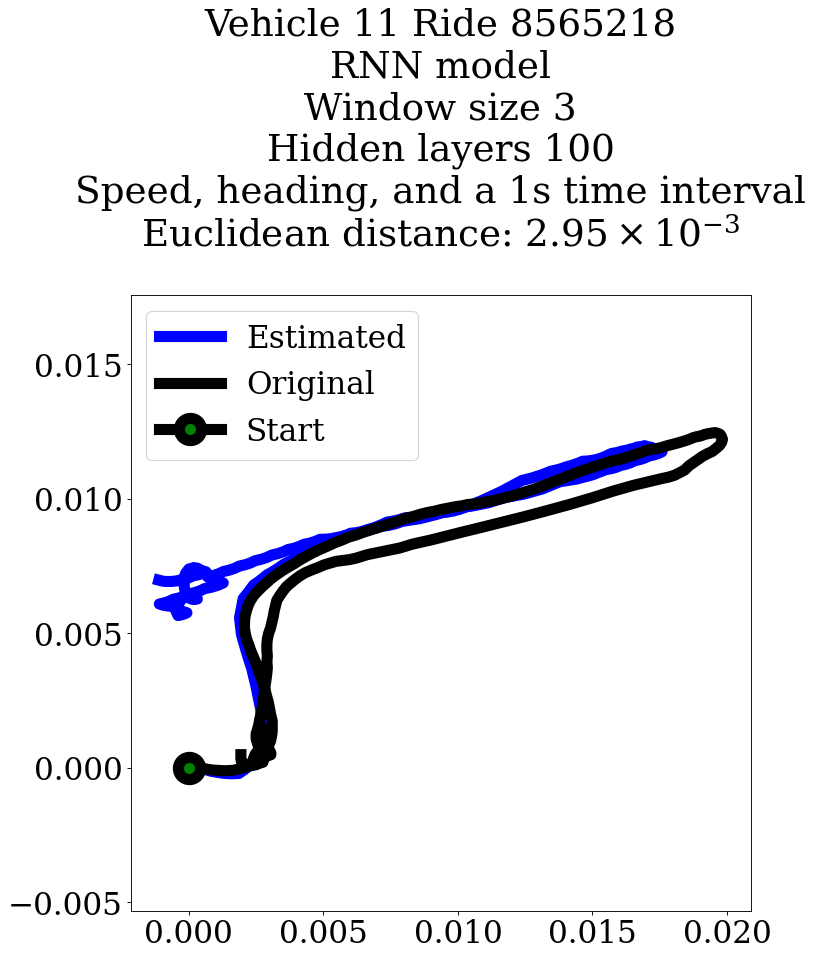 Vehicle 11 Ride 8565218
RNN model
Window size 3
Hidden layers 100
Speed, heading, and a 1s time interval
Euclidean distance: 2.95 × 10⁻³
Estimated
Original
Start
0.015
0.010
0.005
0.000
−0.005
0.000 0.005 0.010 0.015 0.020